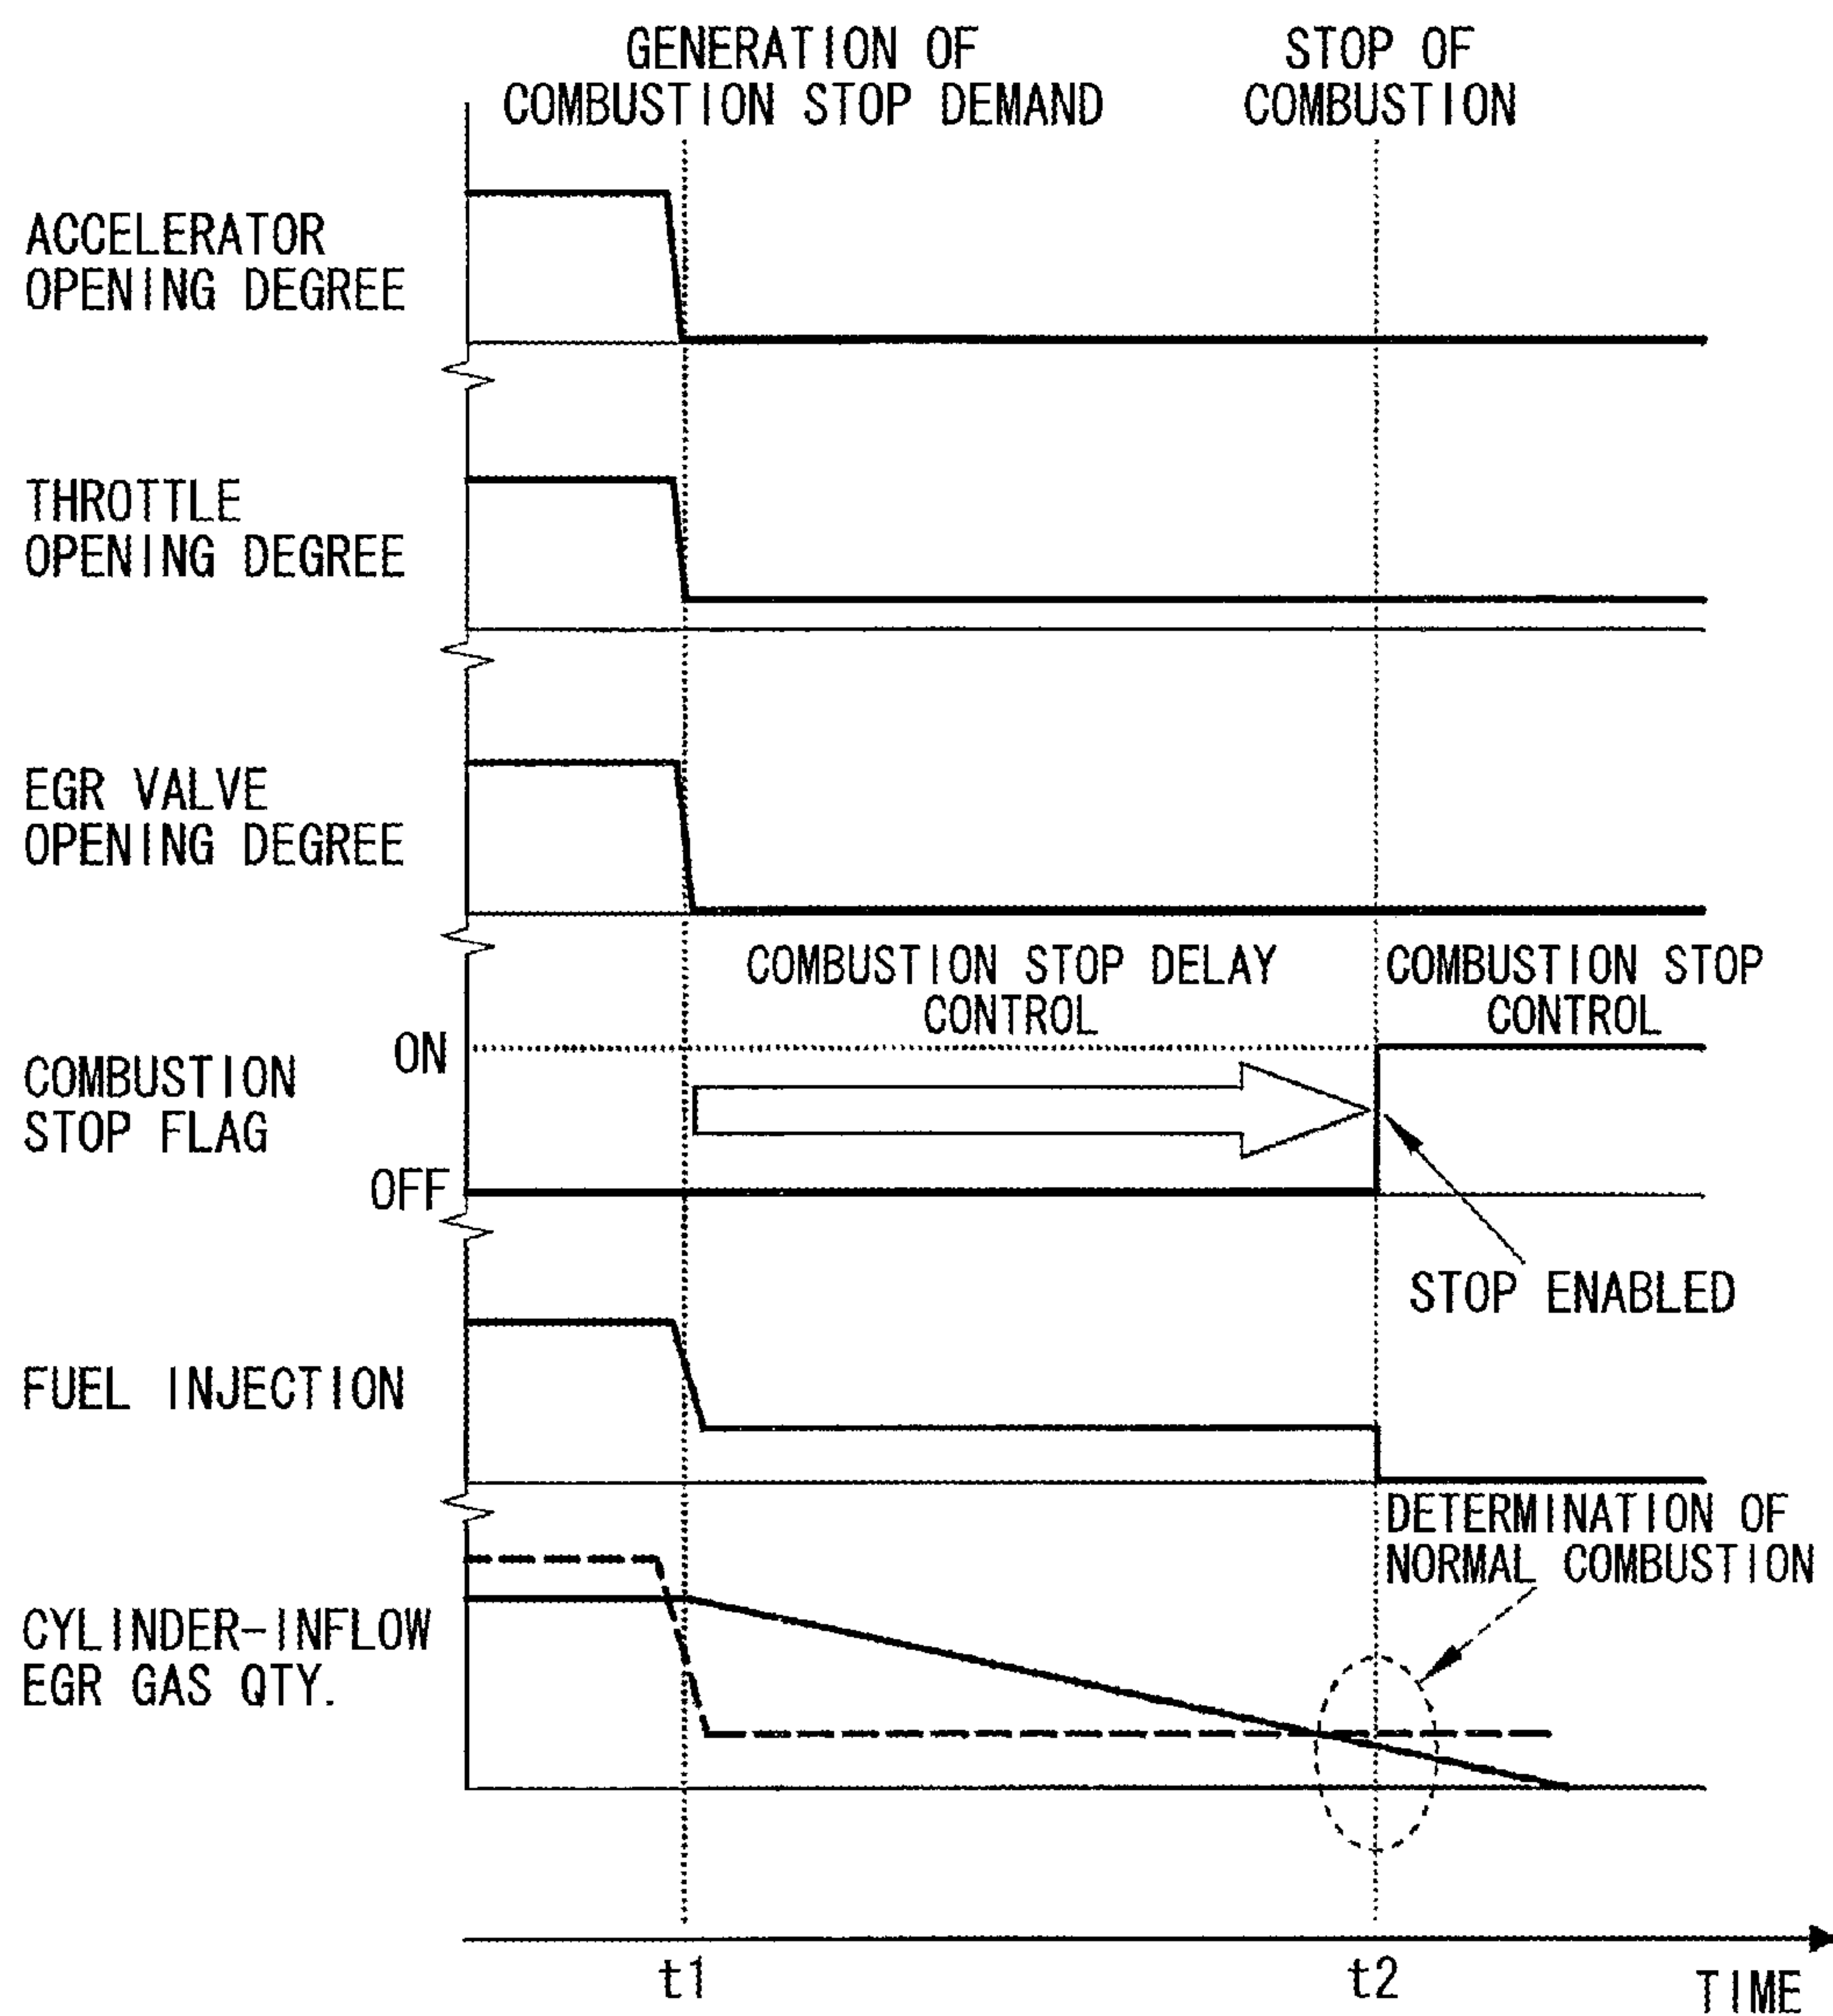 GENERATION OF
COMBUSTION STOP DEMAND
STOP OF
COMBUSTION
ACCELERATOR
OPENING DEGREE
THROTTLE
OPENING DEGREE
EGR VALVE
OPENING DEGREE
COMBUSTION STOP DELAY
CONTROL
COMBUSTION STOP
CONTROL
ON
COMBUSTION
STOP FLAG
OFF
STOP ENABLED
FUEL INJECTION
DETERMINATION OF
NORMAL COMBUSTION
CYLINDER-INFLOW
EGR GAS QTY.
t1
t2
TIME